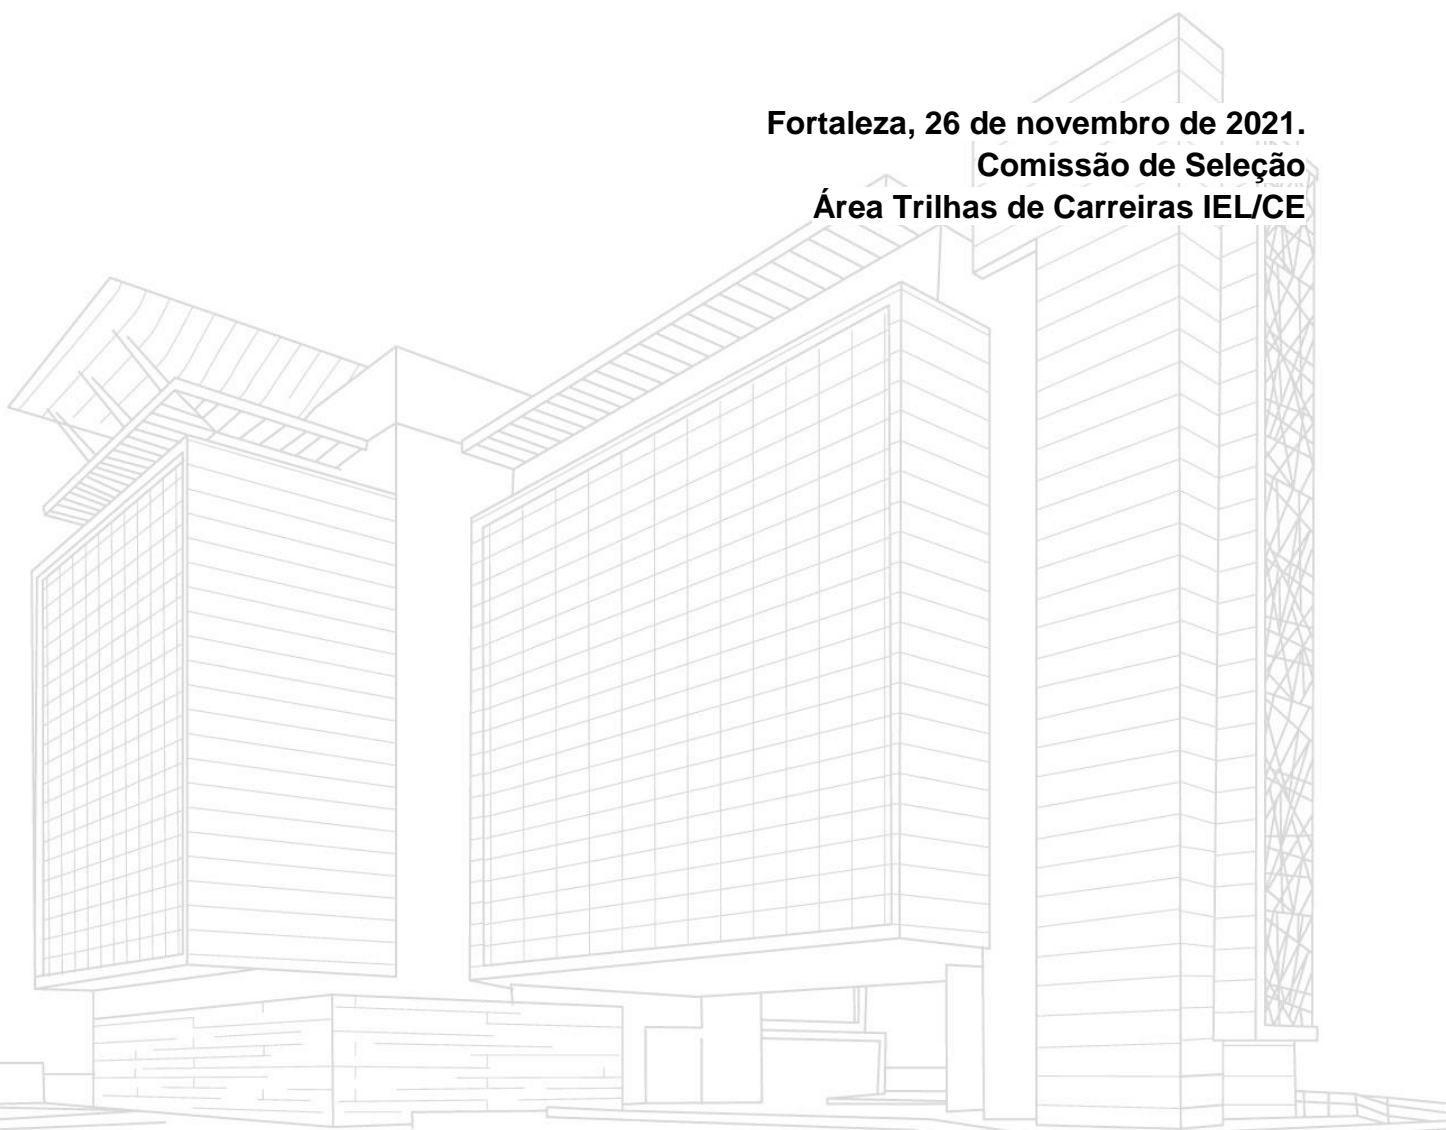 Fortaleza, 26 de novembro de 2021.
Comissão de Seleção
Área Trilhas de Carreiras IEL/CE